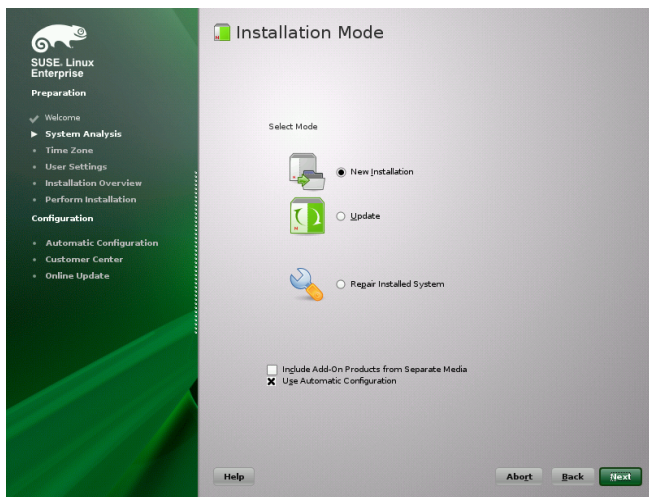 SUSE. Linux
Enterprise
Preparation
Welcome
System Analysis
Time Zone
User Settings
Installation Overview
Perform Installation
Configuration
Automatic Configuration
Customer Center
Online Update
Installation Mode
Select Mode
New Installation
Update
Repair Installed System
Include Add-On Products from Separate Media
Use Automatic Configuration
Help
Abort
Back
Next